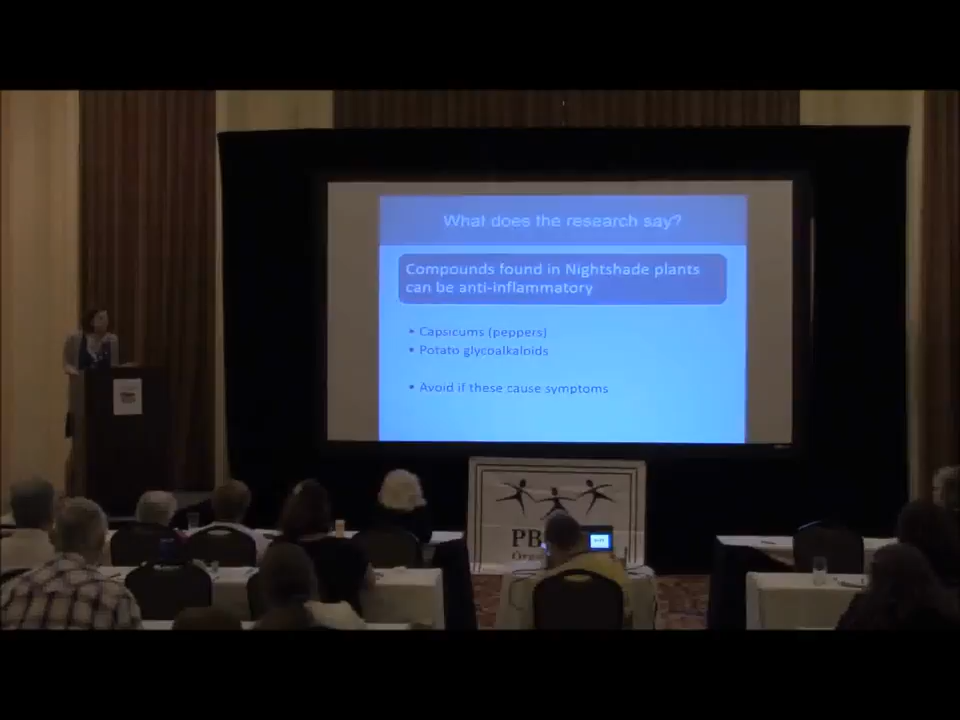 What does the research say?
Compounds found in Nightshade plants
can be anti-inflammatory
• Capsicums (peppers)
• Potato glycoalkaloids
• Avoid if these cause symptoms